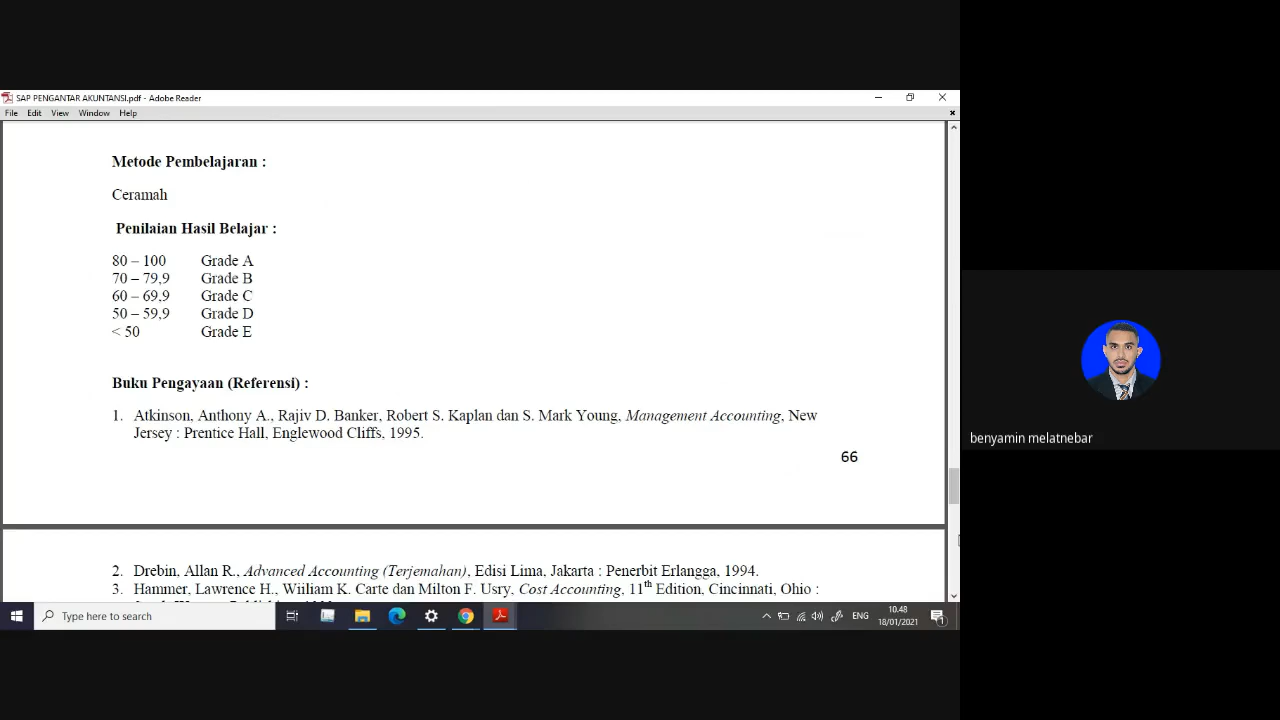 SAP PENGANTAR AKUNTANSI.pdf - Adobe Reader
File Edit View Window Help
Metode Pembelajaran :
Ceramah
Penilaian Hasil Belajar :
80 – 100 Grade A
70 – 79,9 Grade B
60 – 69,9 Grade C
50 – 59,9 Grade D
< 50 Grade E
Buku Pengayaan (Referensi) :
1. Atkinson, Anthony A., Rajiv D. Banker, Robert S. Kaplan dan S. Mark Young, Management Accounting, New
Jersey : Prentice Hall, Englewood Cliffs, 1995.
66
2. Drebin, Allan R., Advanced Accounting (Terjemahan), Edisi Lima, Jakarta : Penerbit Erlangga, 1994.
3. Hammer, Lawrence H., Wiiliam K. Carte dan Milton F. Usry, Cost Accounting, 11th Edition, Cincinnati, Ohio :
benyamin melatnebar
Type here to search
ENG
10.48
18/01/2021
1